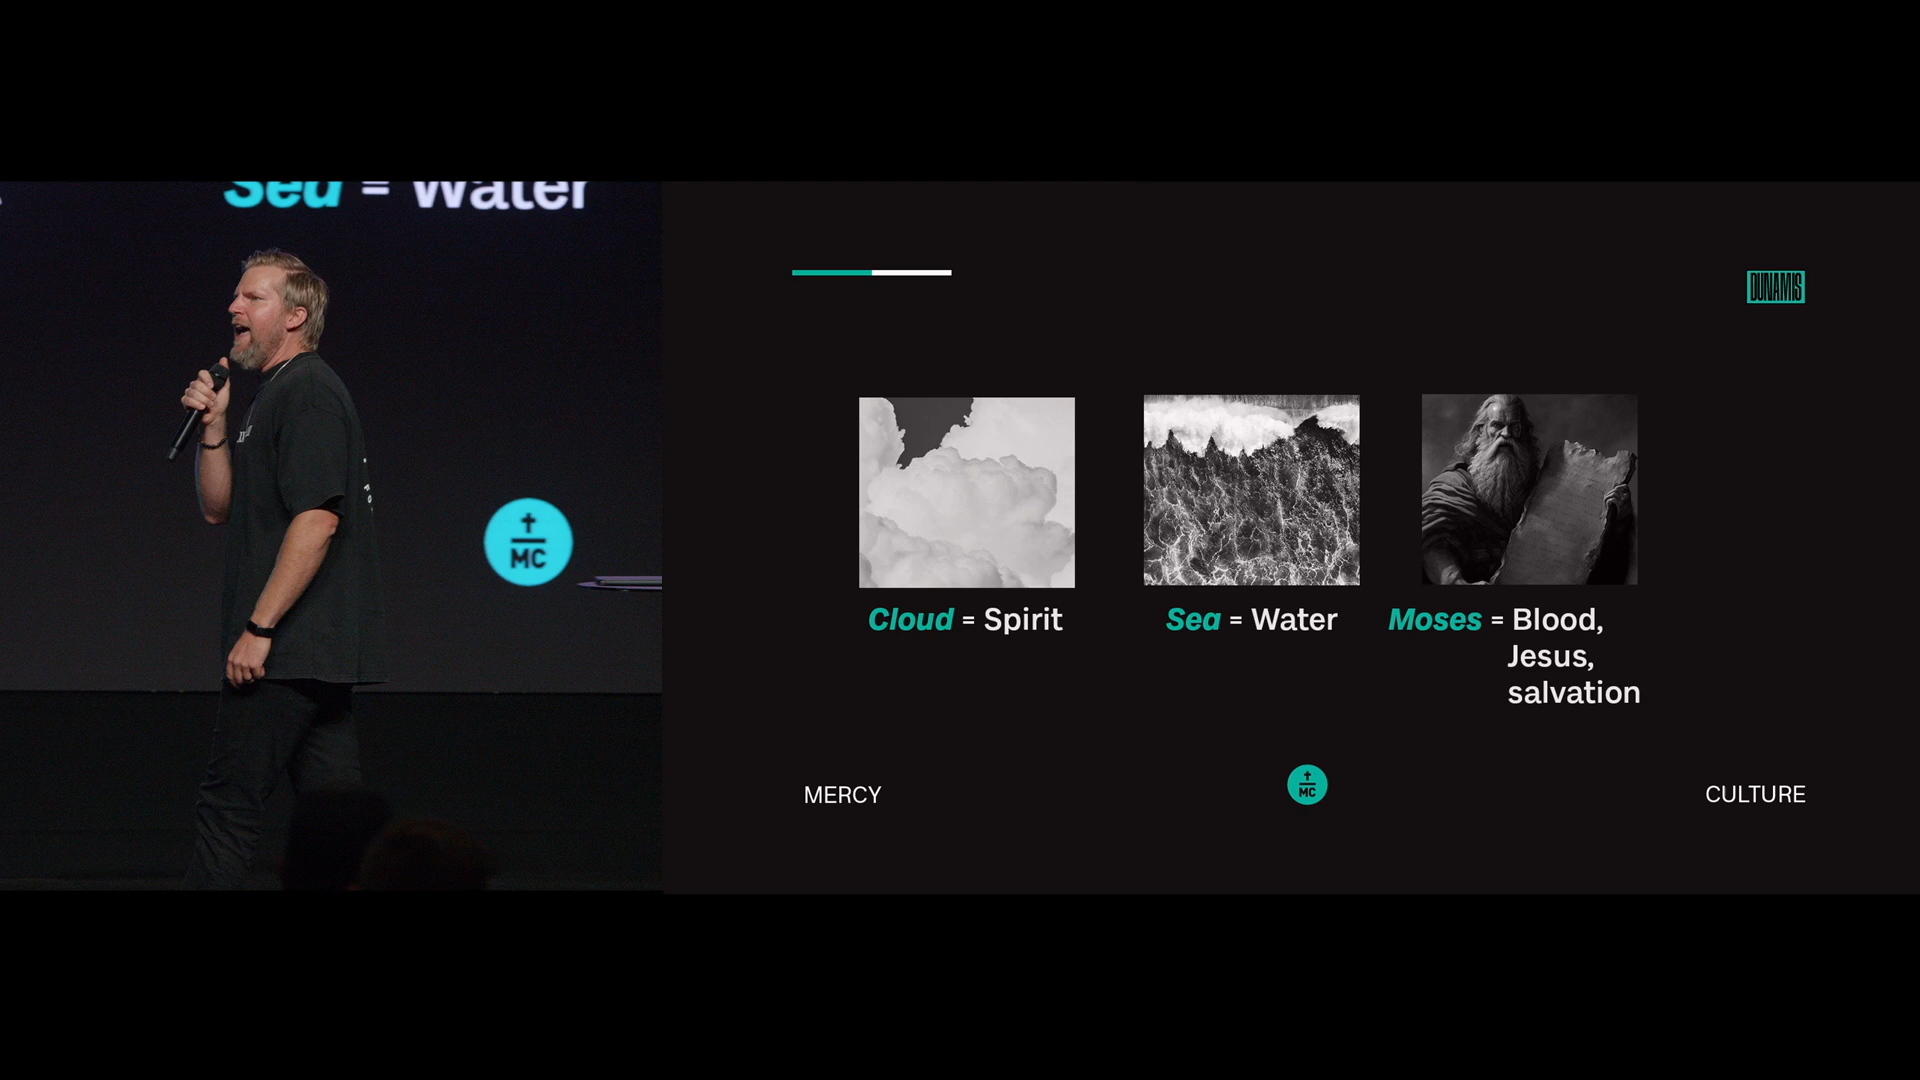 Sea = Water
MC
DUNAMIS
Cloud = Spirit
Sea = Water
Moses = Blood,
Jesus,
salvation
MERCY
MC
CULTURE